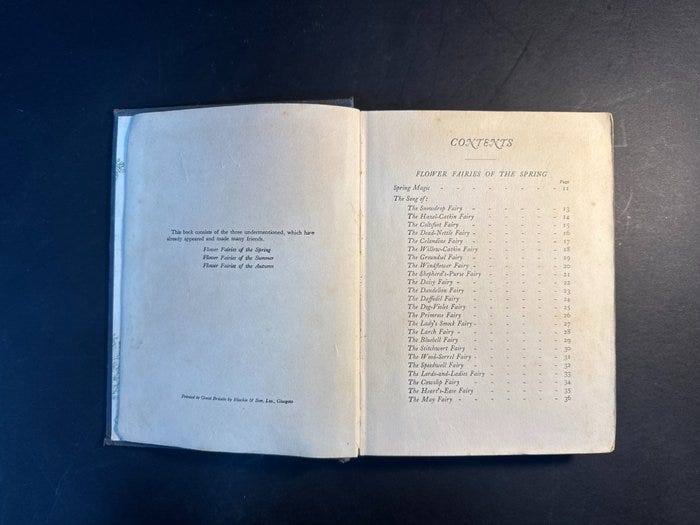 This book consists of the three undermentioned, which have
already appeared and made many friends.
Flower Fairies of the Spring
Flower Fairies of the Summer
Flower Fairies of the Autumn
Printed in Great Britain by Blackie & Son, Ltd., Glasgow
CONTENTS
FLOWER FAIRIES OF THE SPRING
Page
Spring Magic - - - - - - - 11
The Song of:
The Snowdrop Fairy - - - - - 13
The Hazel-Catkin Fairy - - - - - 14
The Coltsfoot Fairy - - - - - 15
The Dead-Nettle Fairy - - - - - 16
The Celandine Fairy - - - - - 17
The Willow-Catkin Fairy - - - - - 18
The Groundsel Fairy - - - - - 19
The Windflower Fairy - - - - - 20
The Shepherd's-Purse Fairy - - - - 21
The Daisy Fairy - - - - - - 22
The Dandelion Fairy - - - - - 23
The Daffodil Fairy - - - - - 24
The Dog-Violet Fairy - - - - - 25
The Primrose Fairy - - - - - 26
The Lady's Smock Fairy - - - - - 27
The Larch Fairy - - - - - - 28
The Bluebell Fairy - - - - - 29
The Stitchwort Fairy - - - - - 30
The Wood-Sorrel Fairy - - - - - 31
The Speedwell Fairy - - - - - 32
The Lords-and-Ladies Fairy - - - - 33
The Cowslip Fairy - - - - - 34
The Heart's-Ease Fairy - - - - - 35
The May Fairy - - - - - - 36